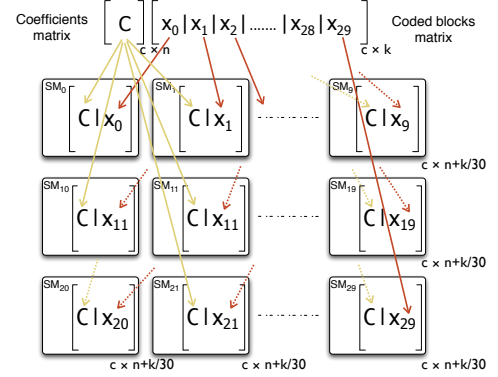 Coefficients matrix
[ C ] c × n
[ x0|x1|x2|.......|x28|x29 ] c × k
Coded blocks matrix
SM0 [ C|x0 ]
SM [ C|x1 ]
SM9 [ C|x9 ]
c × n+k/30
SM10 [ C|x11 ]
SM11 [ C|x11 ]
SM19 [ C|x19 ]
c × n+k/30
SM20 [ C|x20 ]
SM21 [ C|x21 ]
SM29 [ C|x29 ]
c × n+k/30
c × n+k/30
c × n+k/30